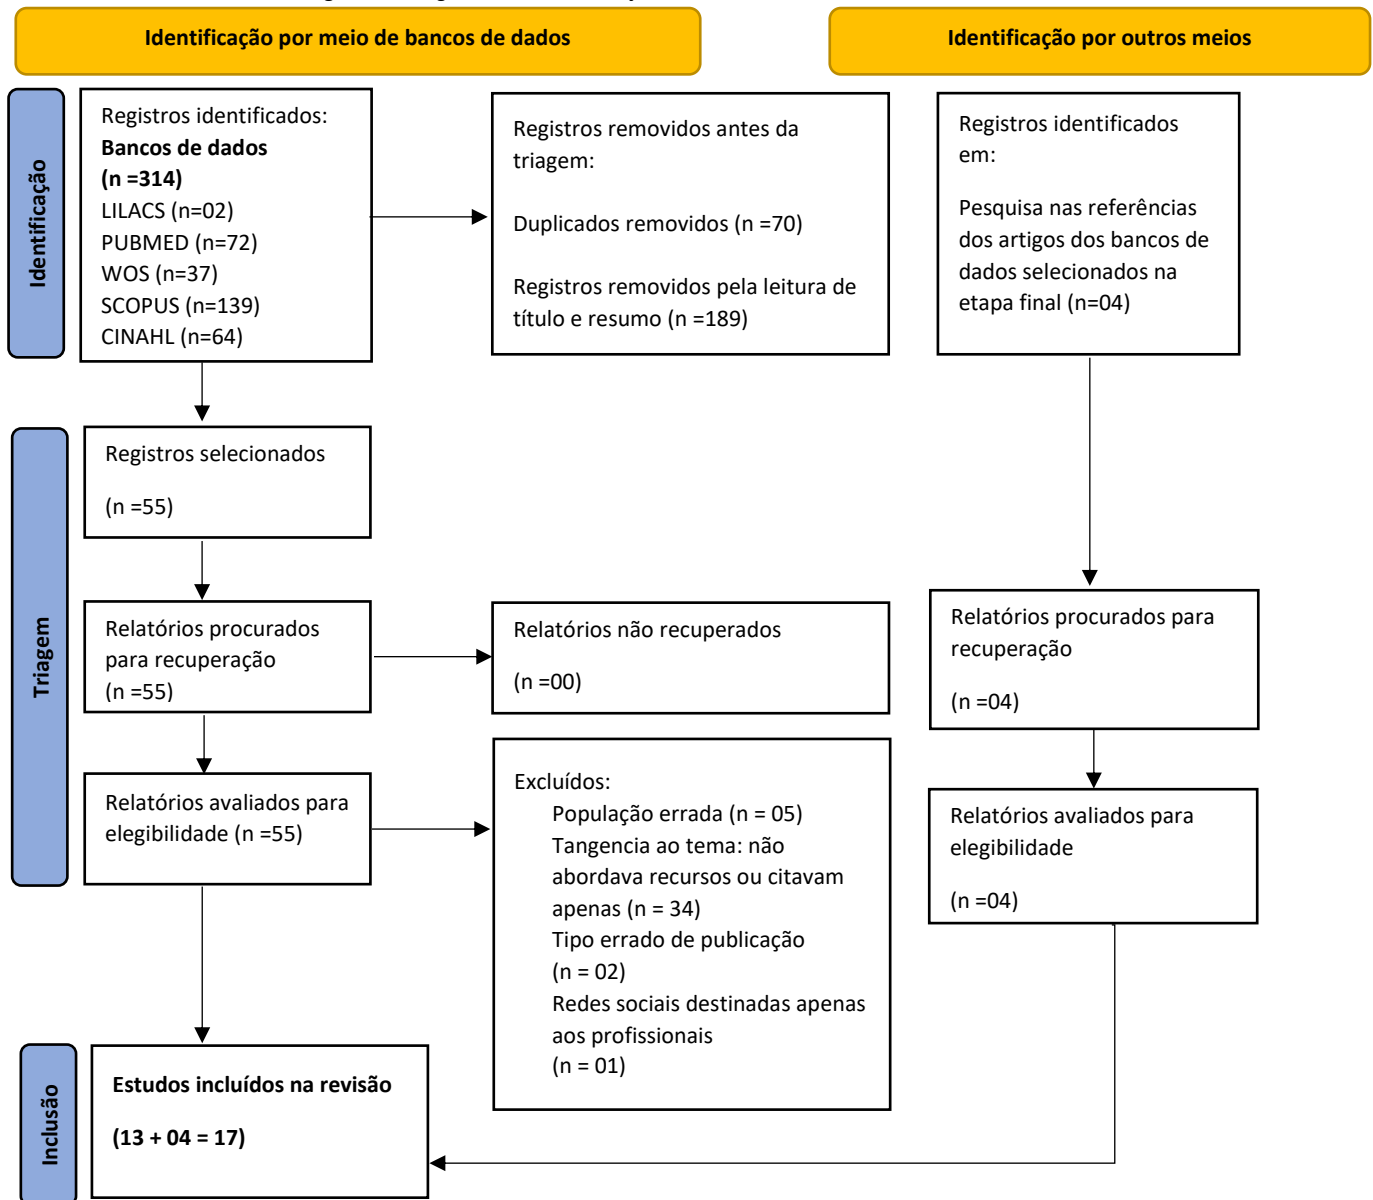 Identificação por meio de bancos de dados
Identificação por outros meios
Identificação
Registros identificados:
Bancos de dados
(n =314)
LILACS (n=02)
PUBMED (n=72)
WOS (n=37)
SCOPUS (n=139)
CINAHL (n=64)
Registros removidos antes da
triagem:
Duplicados removidos (n =70)
Registros removidos pela leitura de
título e resumo (n =189)
Registros identificados
em:
Pesquisa nas referências
dos artigos dos bancos de
dados selecionados na
etapa final (n=04)
Triagem
Registros selecionados
(n =55)
Relatórios procurados
para recuperação
(n =55)
Relatórios não recuperados
(n =00)
Relatórios procurados para
recuperação
(n =04)
Relatórios avaliados para
elegibilidade (n =55)
Excluídos:
População errada (n = 05)
Tangencia ao tema: não
abordava recursos ou citavam
apenas (n = 34)
Tipo errado de publicação
(n = 02)
Redes sociais destinadas apenas
aos profissionais
(n = 01)
Relatórios avaliados para
elegibilidade
(n =04)
Inclusão
Estudos incluídos na revisão
(13 + 04 = 17)